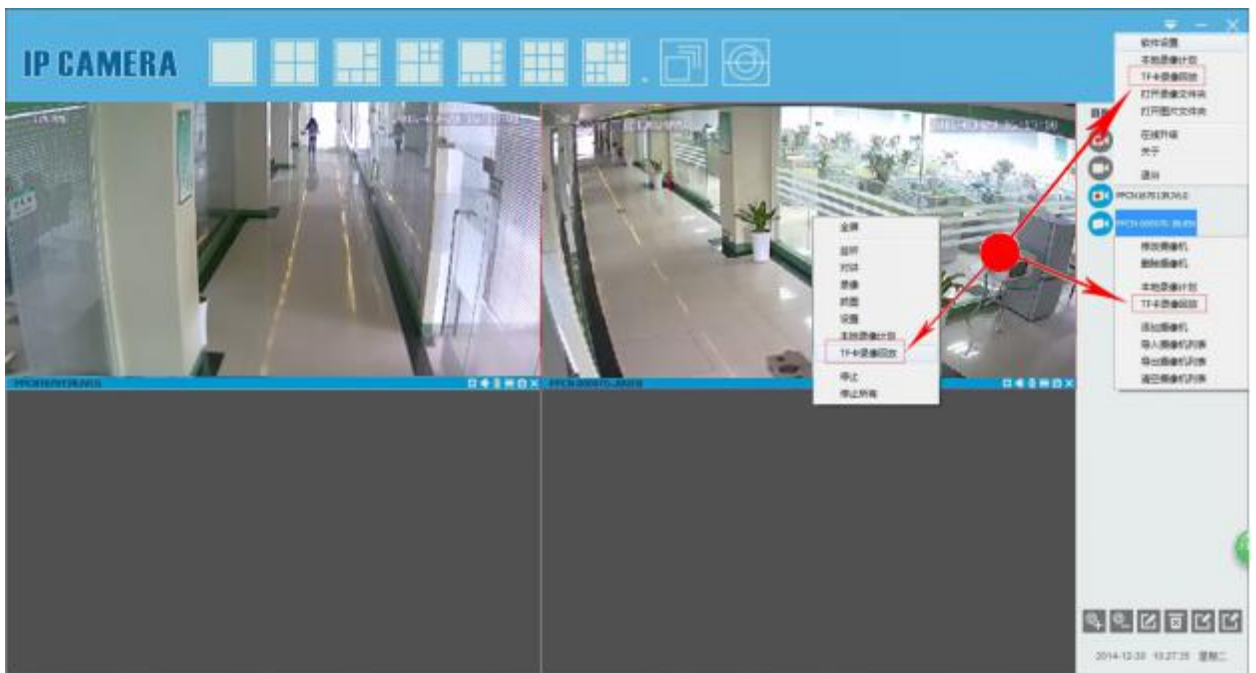 IP CAMERA
软件设置
本地录像计划
TF卡录像回放
打开录像文件夹
打开图片文件夹
在线升级
关于
退出
修改摄像机
删除摄像机
本地录像计划
TF卡录像回放
添加摄像机
导入摄像机列表
导出摄像机列表
清空摄像机列表
全屏
监听
对讲
录像
抓图
设置
本地录像计划
TF卡录像回放
停止
停止所有
2014-12-30 10:27:35 星期二